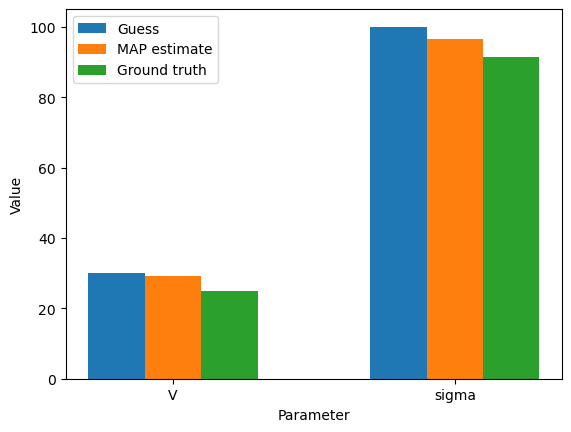 Guess
MAP estimate
Ground truth
100
80
60
40
20
0
Value
V
sigma
Parameter